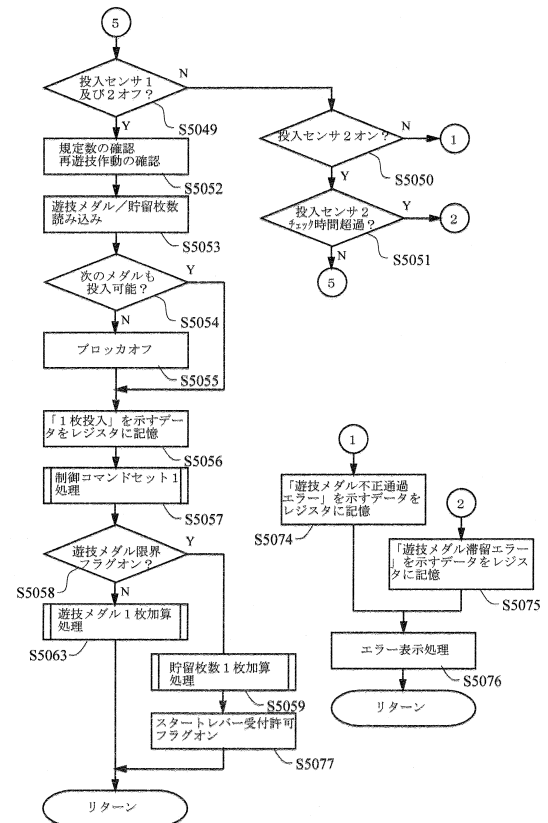 5
投入センサ1
及び2オフ?
N
Y
S5049
投入センサ2オン?
N
1
Y
S5050
規定数の確認
再遊技作動の確認
S5052
投入センサ2
チェック時間超過?
Y
2
N
S5051
5
遊技メダル/貯留枚数
読み込み
S5053
次のメダルも
投入可能?
Y
N
S5054
ブロッカオフ
S5055
「1枚投入」を示すデー
タをレジスタに記憶
S5056
制御コマンドセット1
処理
S5057
遊技メダル限界
フラグオン?
Y
S5058
N
遊技メダル1枚加算
処理
S5063
貯留枚数1枚加算
処理
S5059
スタートレバー受付許可
フラグオン
S5077
リターン
1
「遊技メダル不正通過
エラー」を示すデータを
レジスタに記憶
S5074
2
「遊技メダル滞留エラー
」を示すデータをレジス
タに記憶
S5075
エラー表示処理
S5076
リターン